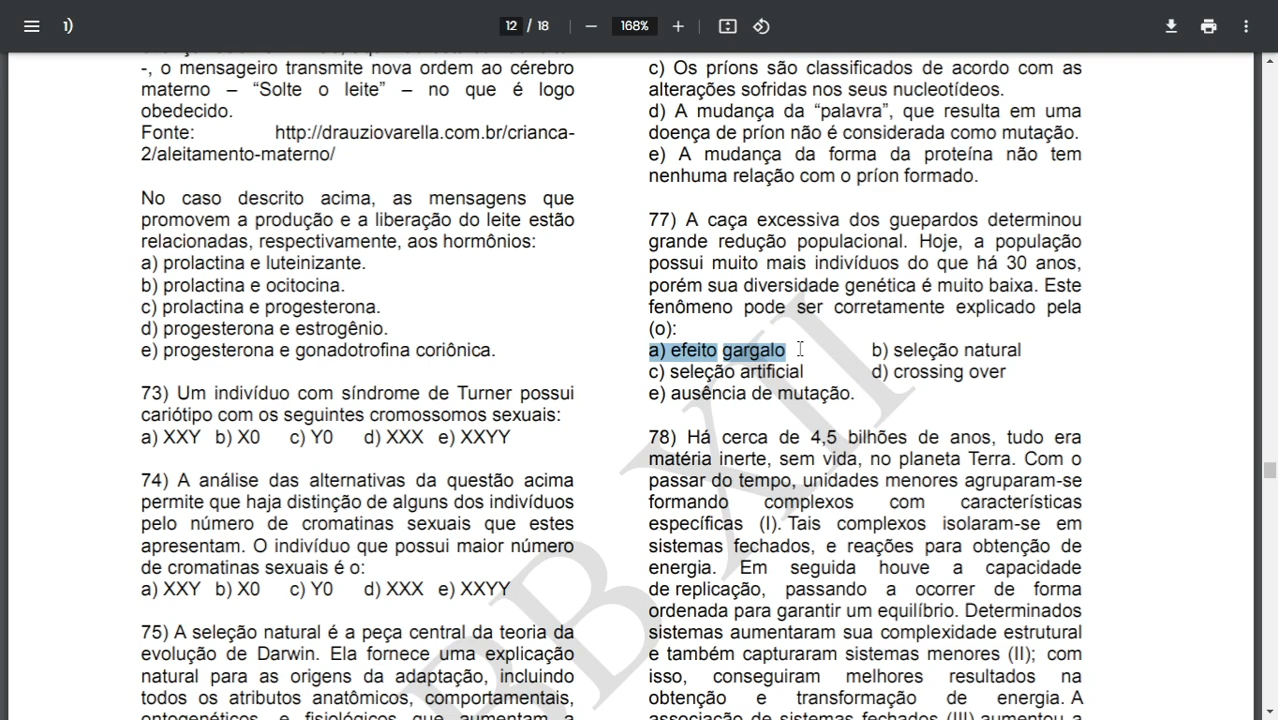 1)
12 / 18
168%
-, o mensageiro transmite nova ordem ao cérebro
materno – “Solte o leite” – no que é logo
obedecido.
Fonte: http://drauziovarella.com.br/crianca-
2/aleitamento-materno/
No caso descrito acima, as mensagens que
promovem a produção e a liberação do leite estão
relacionadas, respectivamente, aos hormônios:
a) prolactina e luteinizante.
b) prolactina e ocitocina.
c) prolactina e progesterona.
d) progesterona e estrogênio.
e) progesterona e gonadotrofina coriônica.
73) Um indivíduo com síndrome de Turner possui
cariótipo com os seguintes cromossomos sexuais:
a) XXY b) X0 c) Y0 d) XXX e) XXYY
74) A análise das alternativas da questão acima
permite que haja distinção de alguns dos indivíduos
pelo número de cromatinas sexuais que estes
apresentam. O indivíduo que possui maior número
de cromatinas sexuais é o:
a) XXY b) X0 c) Y0 d) XXX e) XXYY
75) A seleção natural é a peça central da teoria da
evolução de Darwin. Ela fornece uma explicação
natural para as origens da adaptação, incluindo
todos os atributos anatômicos, comportamentais,
ontogenéticos e fisiológicos que aumentam a
c) Os príons são classificados de acordo com as
alterações sofridas nos seus nucleotídeos.
d) A mudança da “palavra”, que resulta em uma
doença de príon não é considerada como mutação.
e) A mudança da forma da proteína não tem
nenhuma relação com o príon formado.
77) A caça excessiva dos guepardos determinou
grande redução populacional. Hoje, a população
possui muito mais indivíduos do que há 30 anos,
porém sua diversidade genética é muito baixa. Este
fenômeno pode ser corretamente explicado pela
(o):
a) efeito gargalo b) seleção natural
c) seleção artificial d) crossing over
e) ausência de mutação.
78) Há cerca de 4,5 bilhões de anos, tudo era
matéria inerte, sem vida, no planeta Terra. Com o
passar do tempo, unidades menores agruparam-se
formando complexos com características
específicas (I). Tais complexos isolaram-se em
sistemas fechados, e reações para obtenção de
energia. Em seguida houve a capacidade
de replicação, passando a ocorrer de forma
ordenada para garantir um equilíbrio. Determinados
sistemas aumentaram sua complexidade estrutural
e também capturaram sistemas menores (II); com
isso, conseguiram melhores resultados na
obtenção e transformação de energia. A
associação de sistemas fechados (III) aumentou a
BB XII